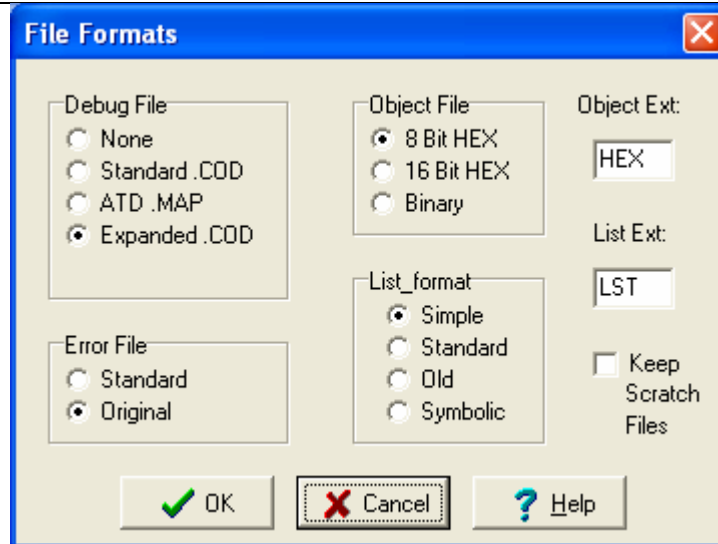 File Formats
Debug File
None
Standard .COD
ATD .MAP
Expanded .COD
Error File
Standard
Original
Object File
8 Bit HEX
16 Bit HEX
Binary
List_format
Simple
Standard
Old
Symbolic
Object Ext:
HEX
List Ext:
LST
Keep
Scratch
Files
OK
Cancel
Help